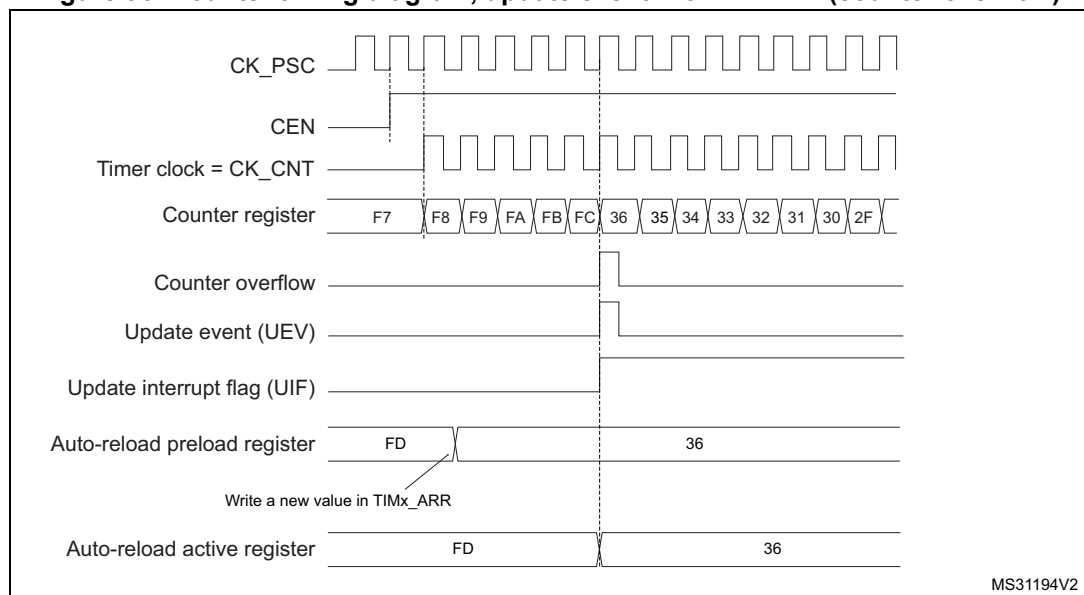 CK_PSC
CEN
Timer clock = CK_CNT
Counter register F7 F8 F9 FA FB FC 36 35 34 33 32 31 30 2F
Counter overflow
Update event (UEV)
Update interrupt flag (UIF)
Auto-reload preload register FD 36
Write a new value in TIMx_ARR
Auto-reload active register FD 36
MS31194V2